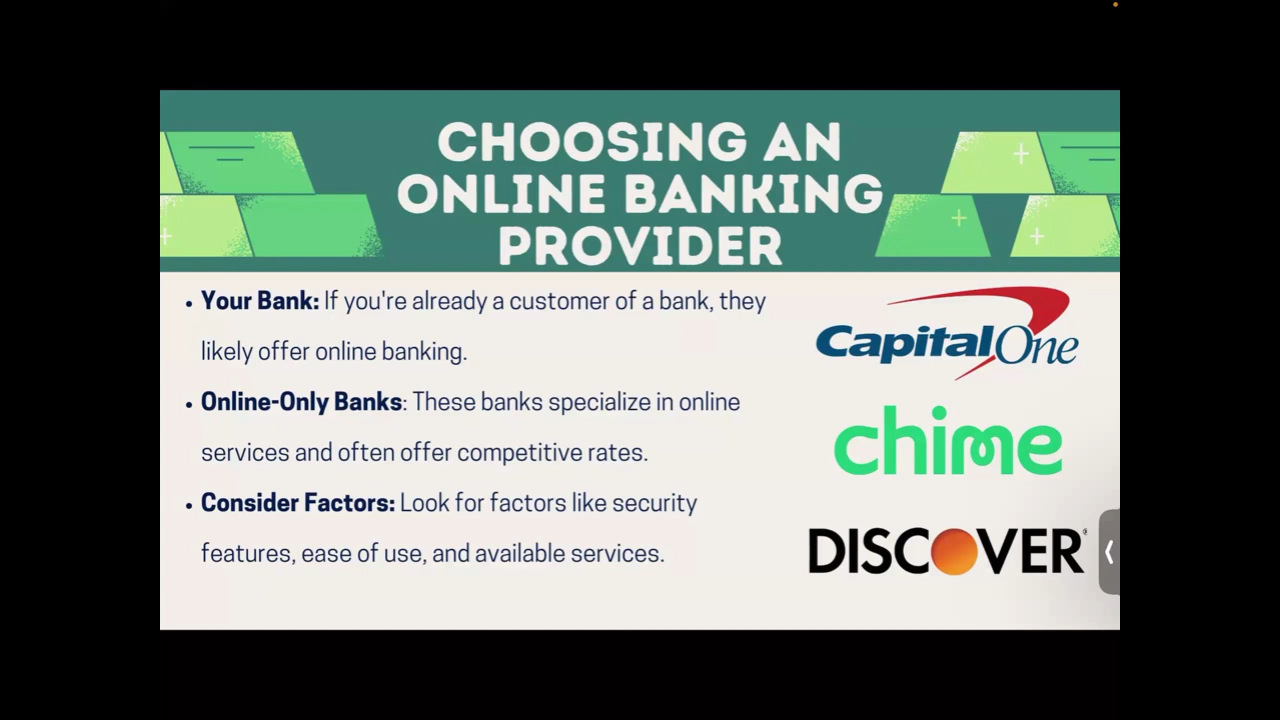 CHOOSING AN
ONLINE BANKING
PROVIDER
• Your Bank: If you're already a customer of a bank, they
likely offer online banking.
• Online-Only Banks: These banks specialize in online
services and often offer competitive rates.
• Consider Factors: Look for factors like security
features, ease of use, and available services.
CapitalOne
chime
DISCOVER